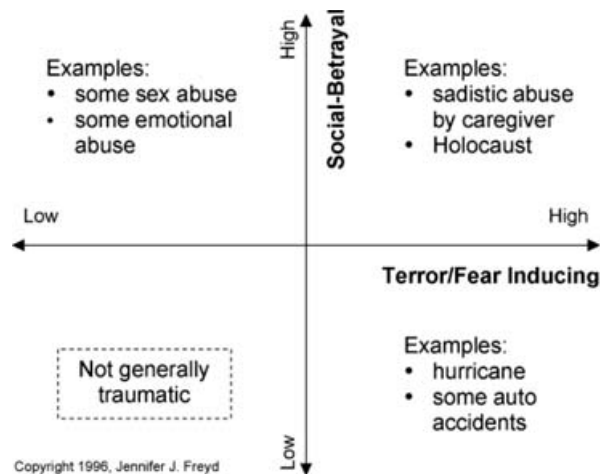 High
Social-Betrayal
Examples:
• some sex abuse
• some emotional
abuse
Examples:
• sadistic abuse
by caregiver
• Holocaust
Low
High
Terror/Fear Inducing
Not generally
traumatic
Examples:
• hurricane
• some auto
accidents
Low
Copyright 1996, Jennifer J. Freyd